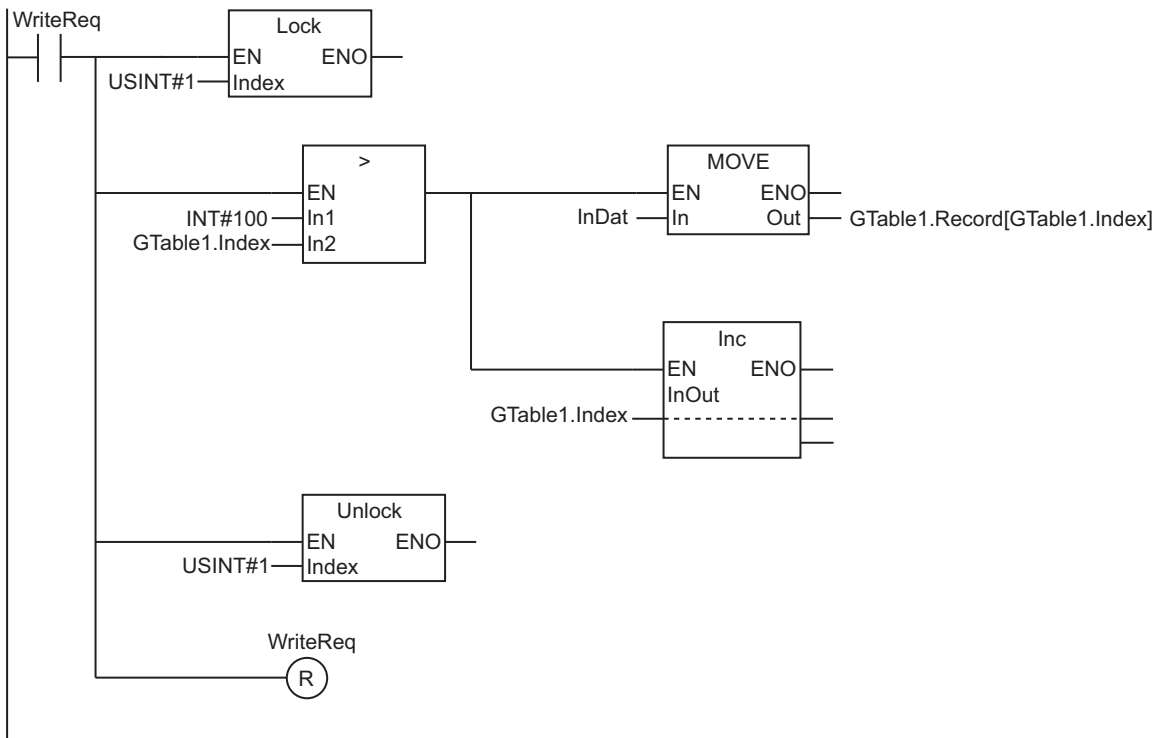 WriteReq
Lock
EN ENO
USINT#1 Index
>
EN
INT#100 In1
GTable1.Index In2
MOVE
EN ENO
InDat In Out GTable1.Record[GTable1.Index]
Inc
EN ENO
InOut
GTable1.Index
Unlock
EN ENO
USINT#1 Index
WriteReq
R